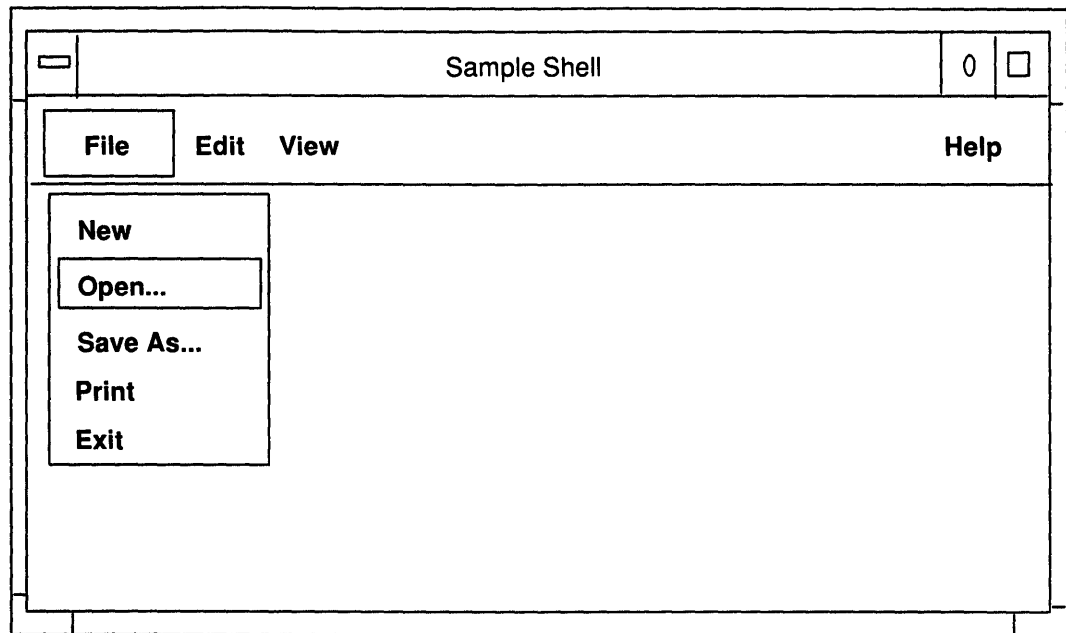 Sample Shell
File Edit View Help
New
Open...
Save As...
Print
Exit